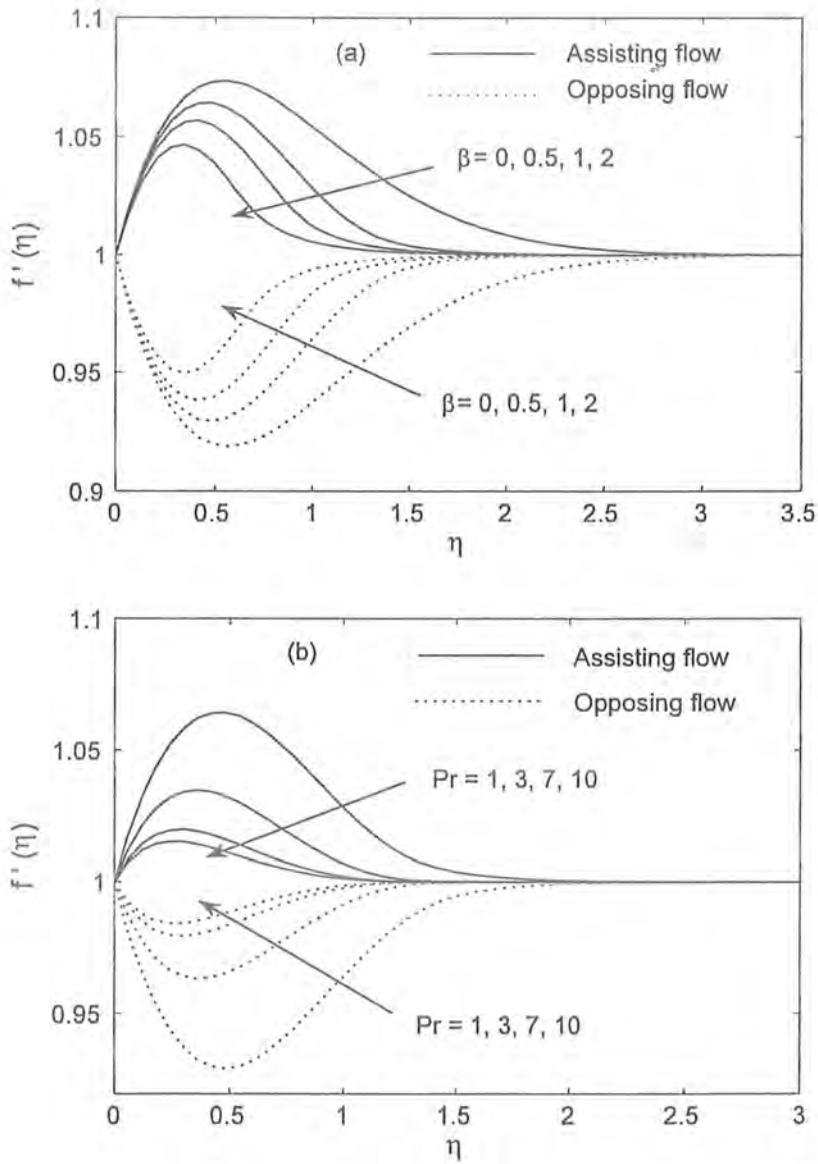 1.1
(a)
Assisting flow
Opposing flow
1.05
β = 0, 0.5, 1, 2
f ' (η)
1
0.95
β = 0, 0.5, 1, 2
0.9
0
0.5
1
1.5
2
2.5
3
3.5
η
1.1
(b)
Assisting flow
Opposing flow
1.05
Pr = 1, 3, 7, 10
f ' (η)
1
0.95
Pr = 1, 3, 7, 10
0
0.5
1
1.5
2
2.5
3
η